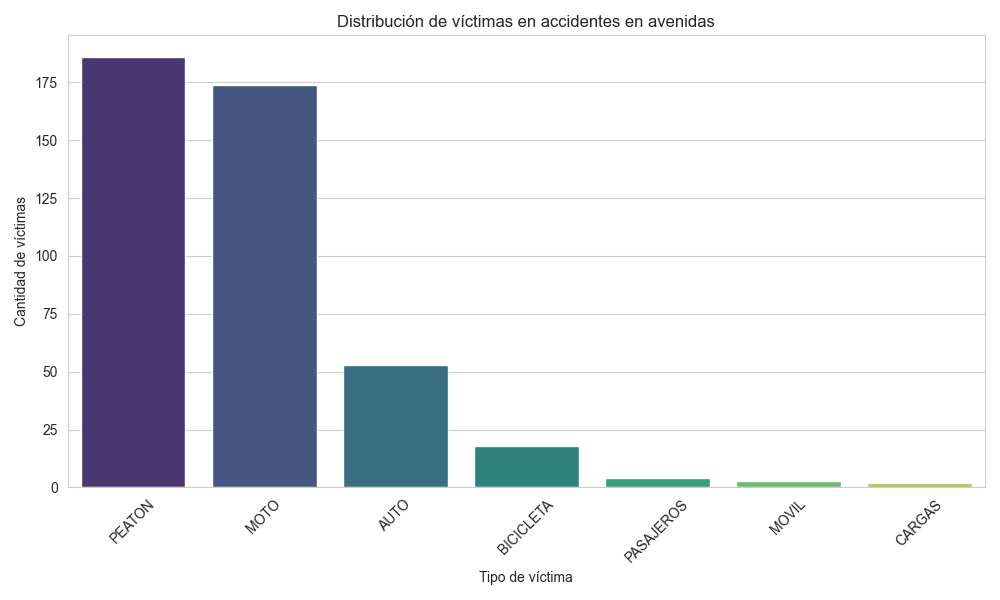 Distribución de víctimas en accidentes en avenidas
Cantidad de víctimas
175
150
125
100
75
50
25
0
PEATON
MOTO
AUTO
BICICLETA
PASAJEROS
MOVIL
CARGAS
Tipo de víctima